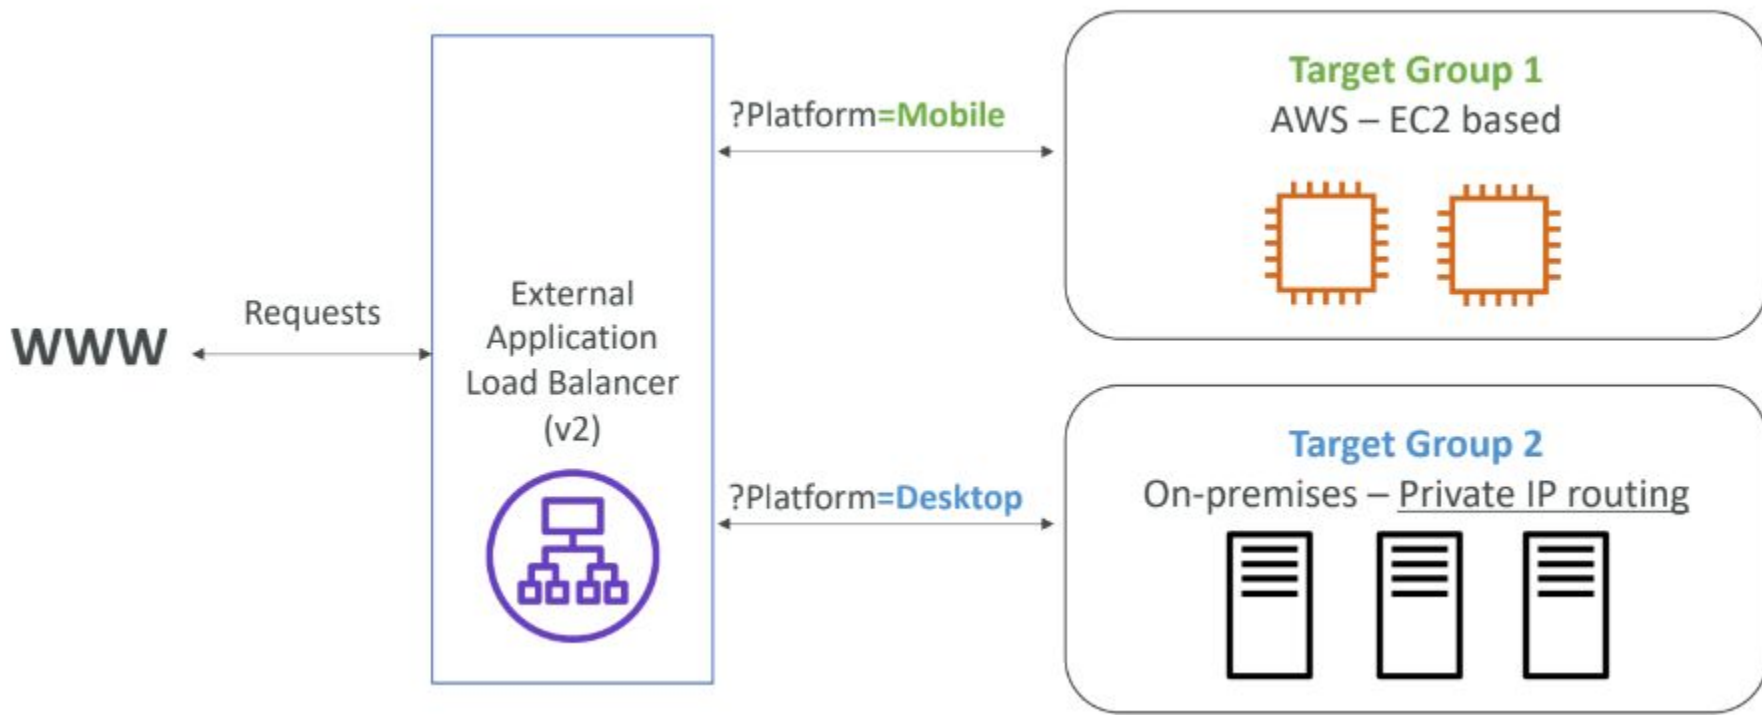 WWW
Requests
External
Application
Load Balancer
(v2)
?Platform=Mobile
Target Group 1
AWS – EC2 based
?Platform=Desktop
Target Group 2
On-premises – Private IP routing